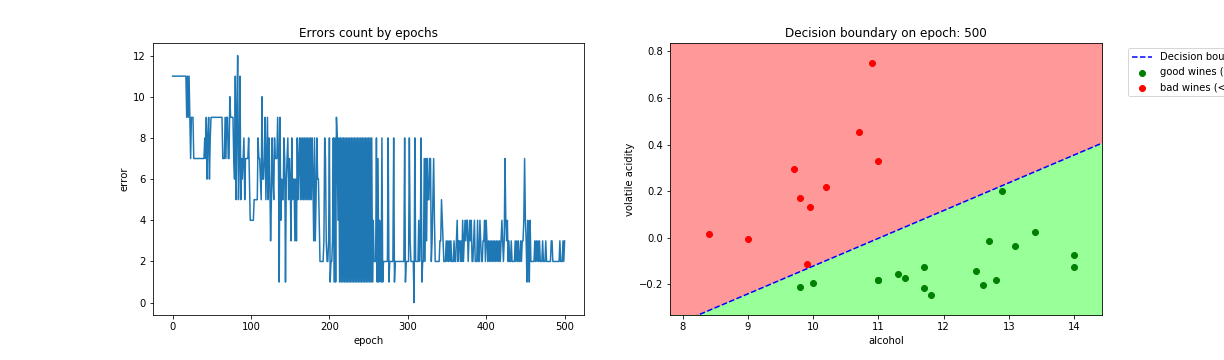 Errors count by epochs
12
10
8
6
4
2
0
error
0
100
200
300
400
500
epoch
Decision boundary on epoch: 500
0.8
0.6
0.4
0.2
0.0
−0.2
volatile acidity
8
9
10
11
12
13
14
alcohol
Decision bou
good wines (
bad wines (<